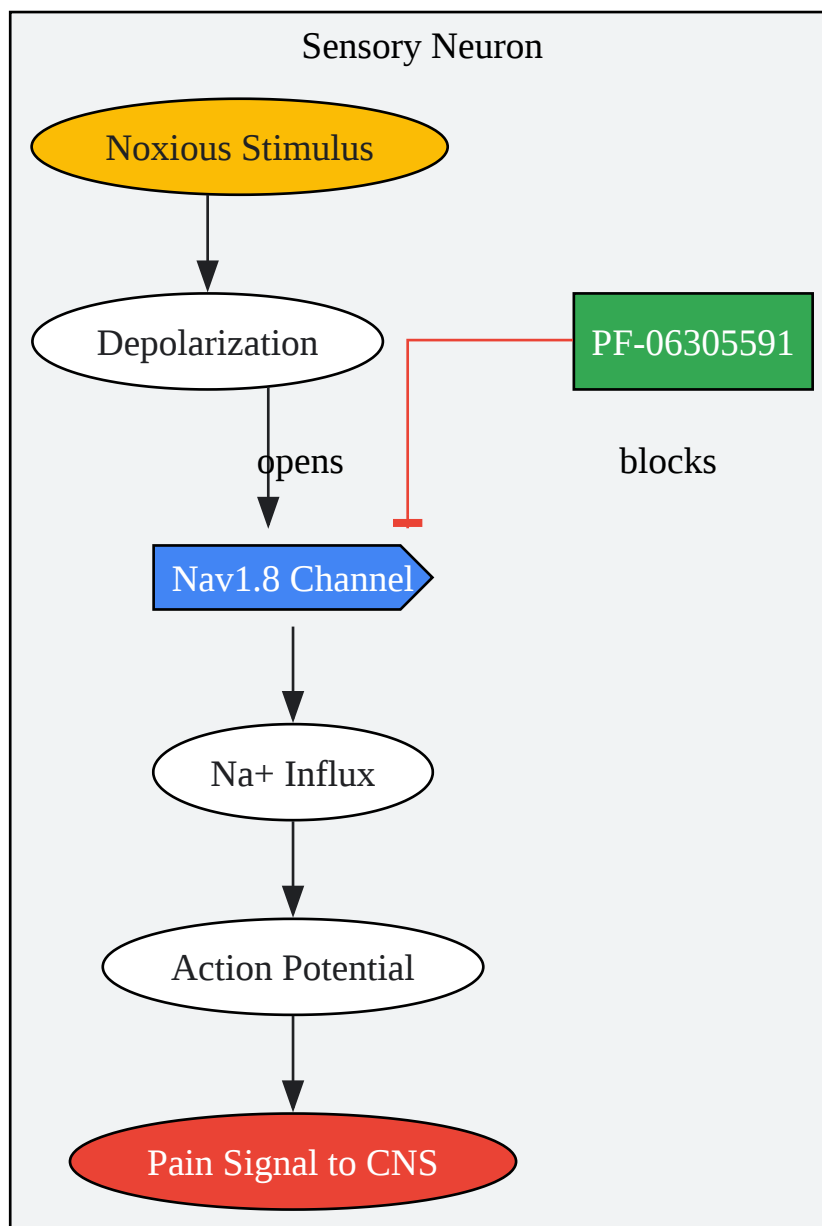 Sensory Neuron
Noxious Stimulus
Depolarization
PF-06305591
opens
blocks
Nav1.8 Channel
Na+ Influx
Action Potential
Pain Signal to CNS